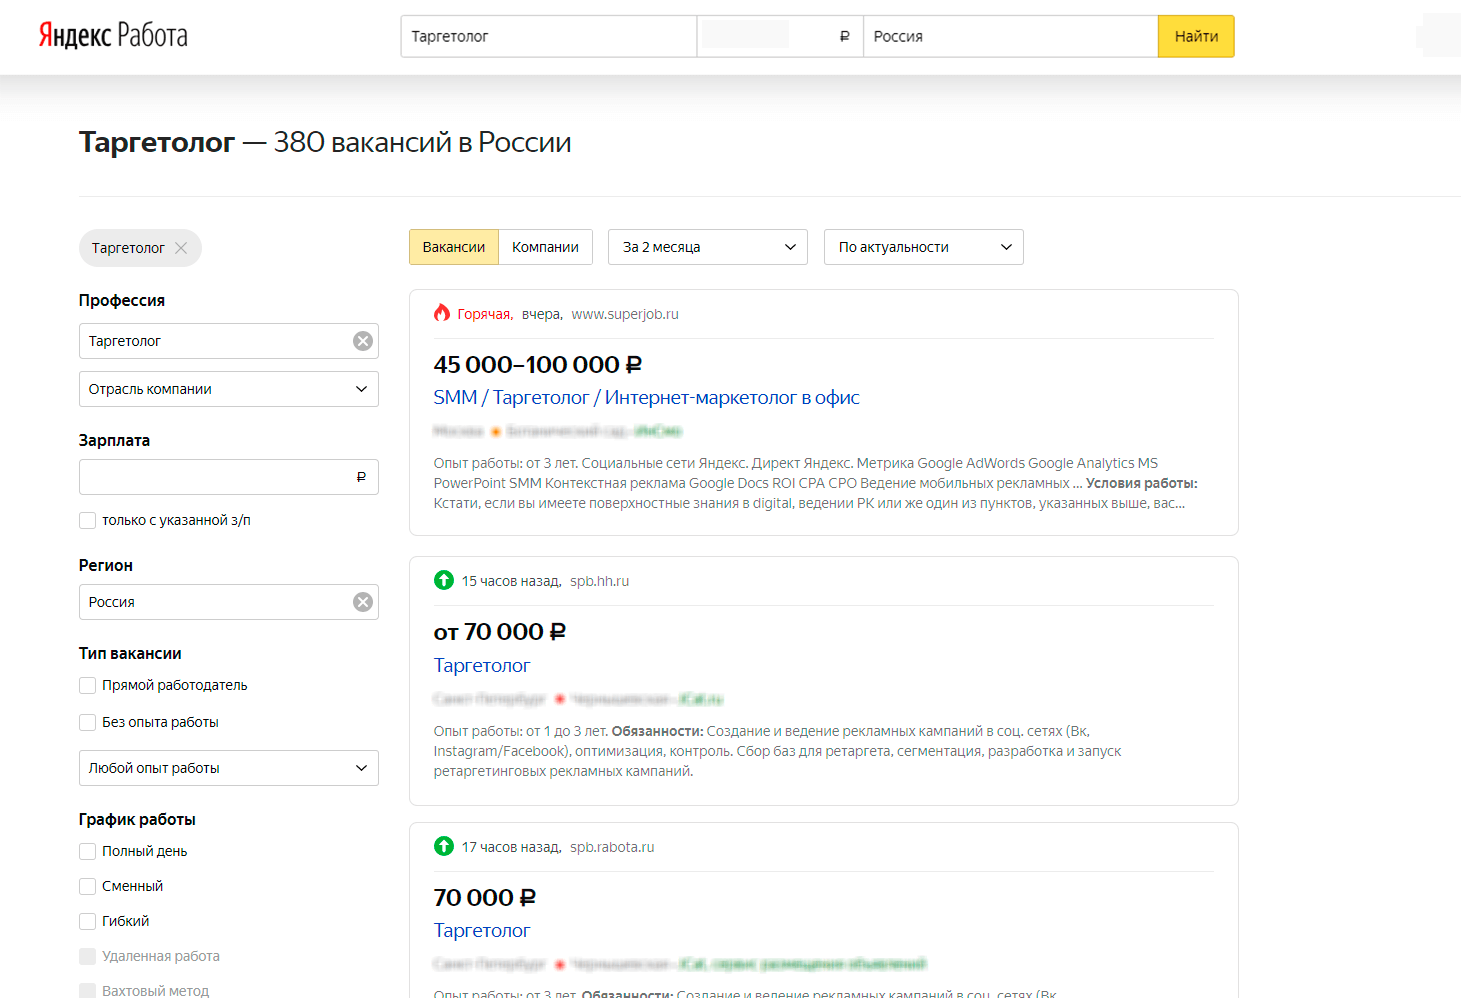 Яндекс Работа
Таргетолог
₽
Россия
Найти
Таргетолог — 380 вакансий в России
Таргетолог
Профессия
Таргетолог
Отрасль компании
Зарплата
₽
только с указанной з/п
Регион
Россия
Тип вакансии
Прямой работодатель
Без опыта работы
Любой опыт работы
График работы
Полный день
Сменный
Гибкий
Удаленная работа
Вахтовый метод
Вакансии
Компании
За 2 месяца
По актуальности
Горячая, вчера, www.superjob.ru
45 000–100 000 ₽
SMM / Таргетолог / Интернет-маркетолог в офис
Опыт работы: от 3 лет. Социальные сети Яндекс. Директ Яндекс. Метрика Google AdWords Google Analytics MS
PowerPoint SMM Контекстная реклама Google Docs ROI CPA CPO Ведение мобильных рекламных ... Условия работы:
Кстати, если вы имеете поверхностные знания в digital, ведении РК или же один из пунктов, указанных выше, вас...
15 часов назад, spb.hh.ru
от 70 000 ₽
Таргетолог
Опыт работы: от 1 до 3 лет. Обязанности: Создание и ведение рекламных кампаний в соц. сетях (Вк,
Instagram/Facebook), оптимизация, контроль. Сбор баз для ретаргета, сегментация, разработка и запуск
ретаргетинговых рекламных кампаний.
17 часов назад, spb.rabota.ru
70 000 ₽
Таргетолог
Опыт работы: от 3 лет. Обязанности: Создание и ведение рекламных кампаний в соц. сетях (Вк,